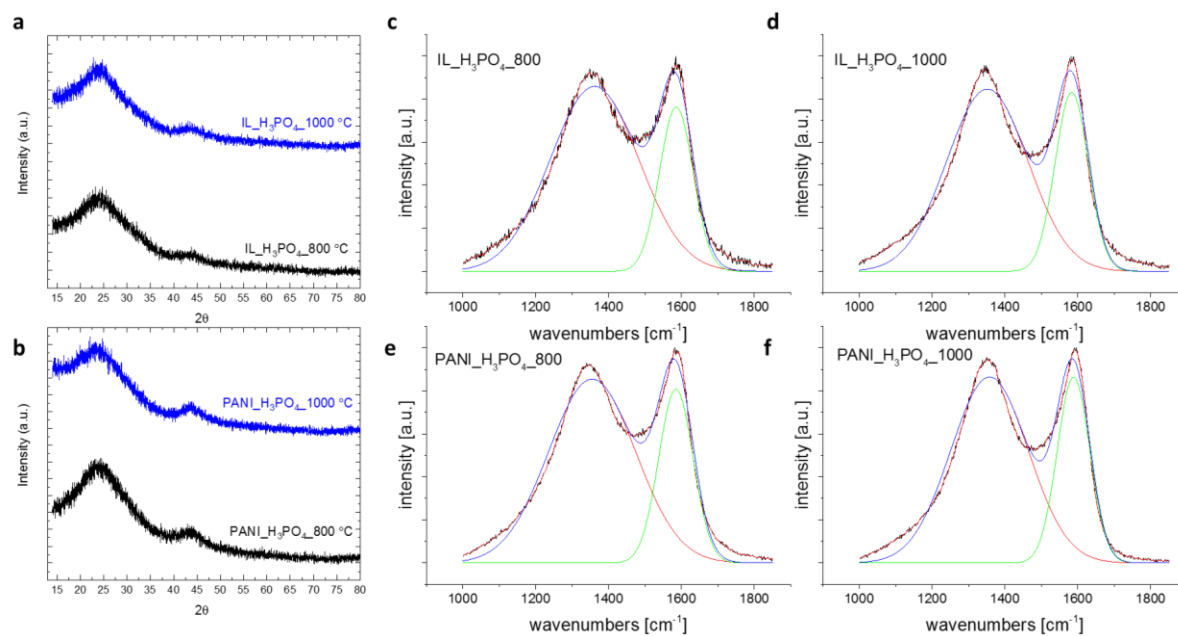 a
Intensity (a.u.)
IL_H₃PO₄_1000 °C
IL_H₃PO₄_800 °C
15 20 25 30 35 40 45 50 55 60 65 70 75 80
2θ
b
Intensity (a.u.)
PANI_H₃PO₄_1000 °C
PANI_H₃PO₄_800 °C
15 20 25 30 35 40 45 50 55 60 65 70 75 80
2θ
c
IL_H₃PO₄_800
intensity [a.u.]
1000 1200 1400 1600 1800
wavenumbers [cm⁻¹]
d
IL_H₃PO₄_1000
intensity [a.u.]
1000 1200 1400 1600 1800
wavenumbers [cm⁻¹]
e
PANI_H₃PO₄_800
intensity [a.u.]
1000 1200 1400 1600 1800
wavenumbers [cm⁻¹]
f
PANI_H₃PO₄_1000
intensity [a.u.]
1000 1200 1400 1600 1800
wavenumbers [cm⁻¹]